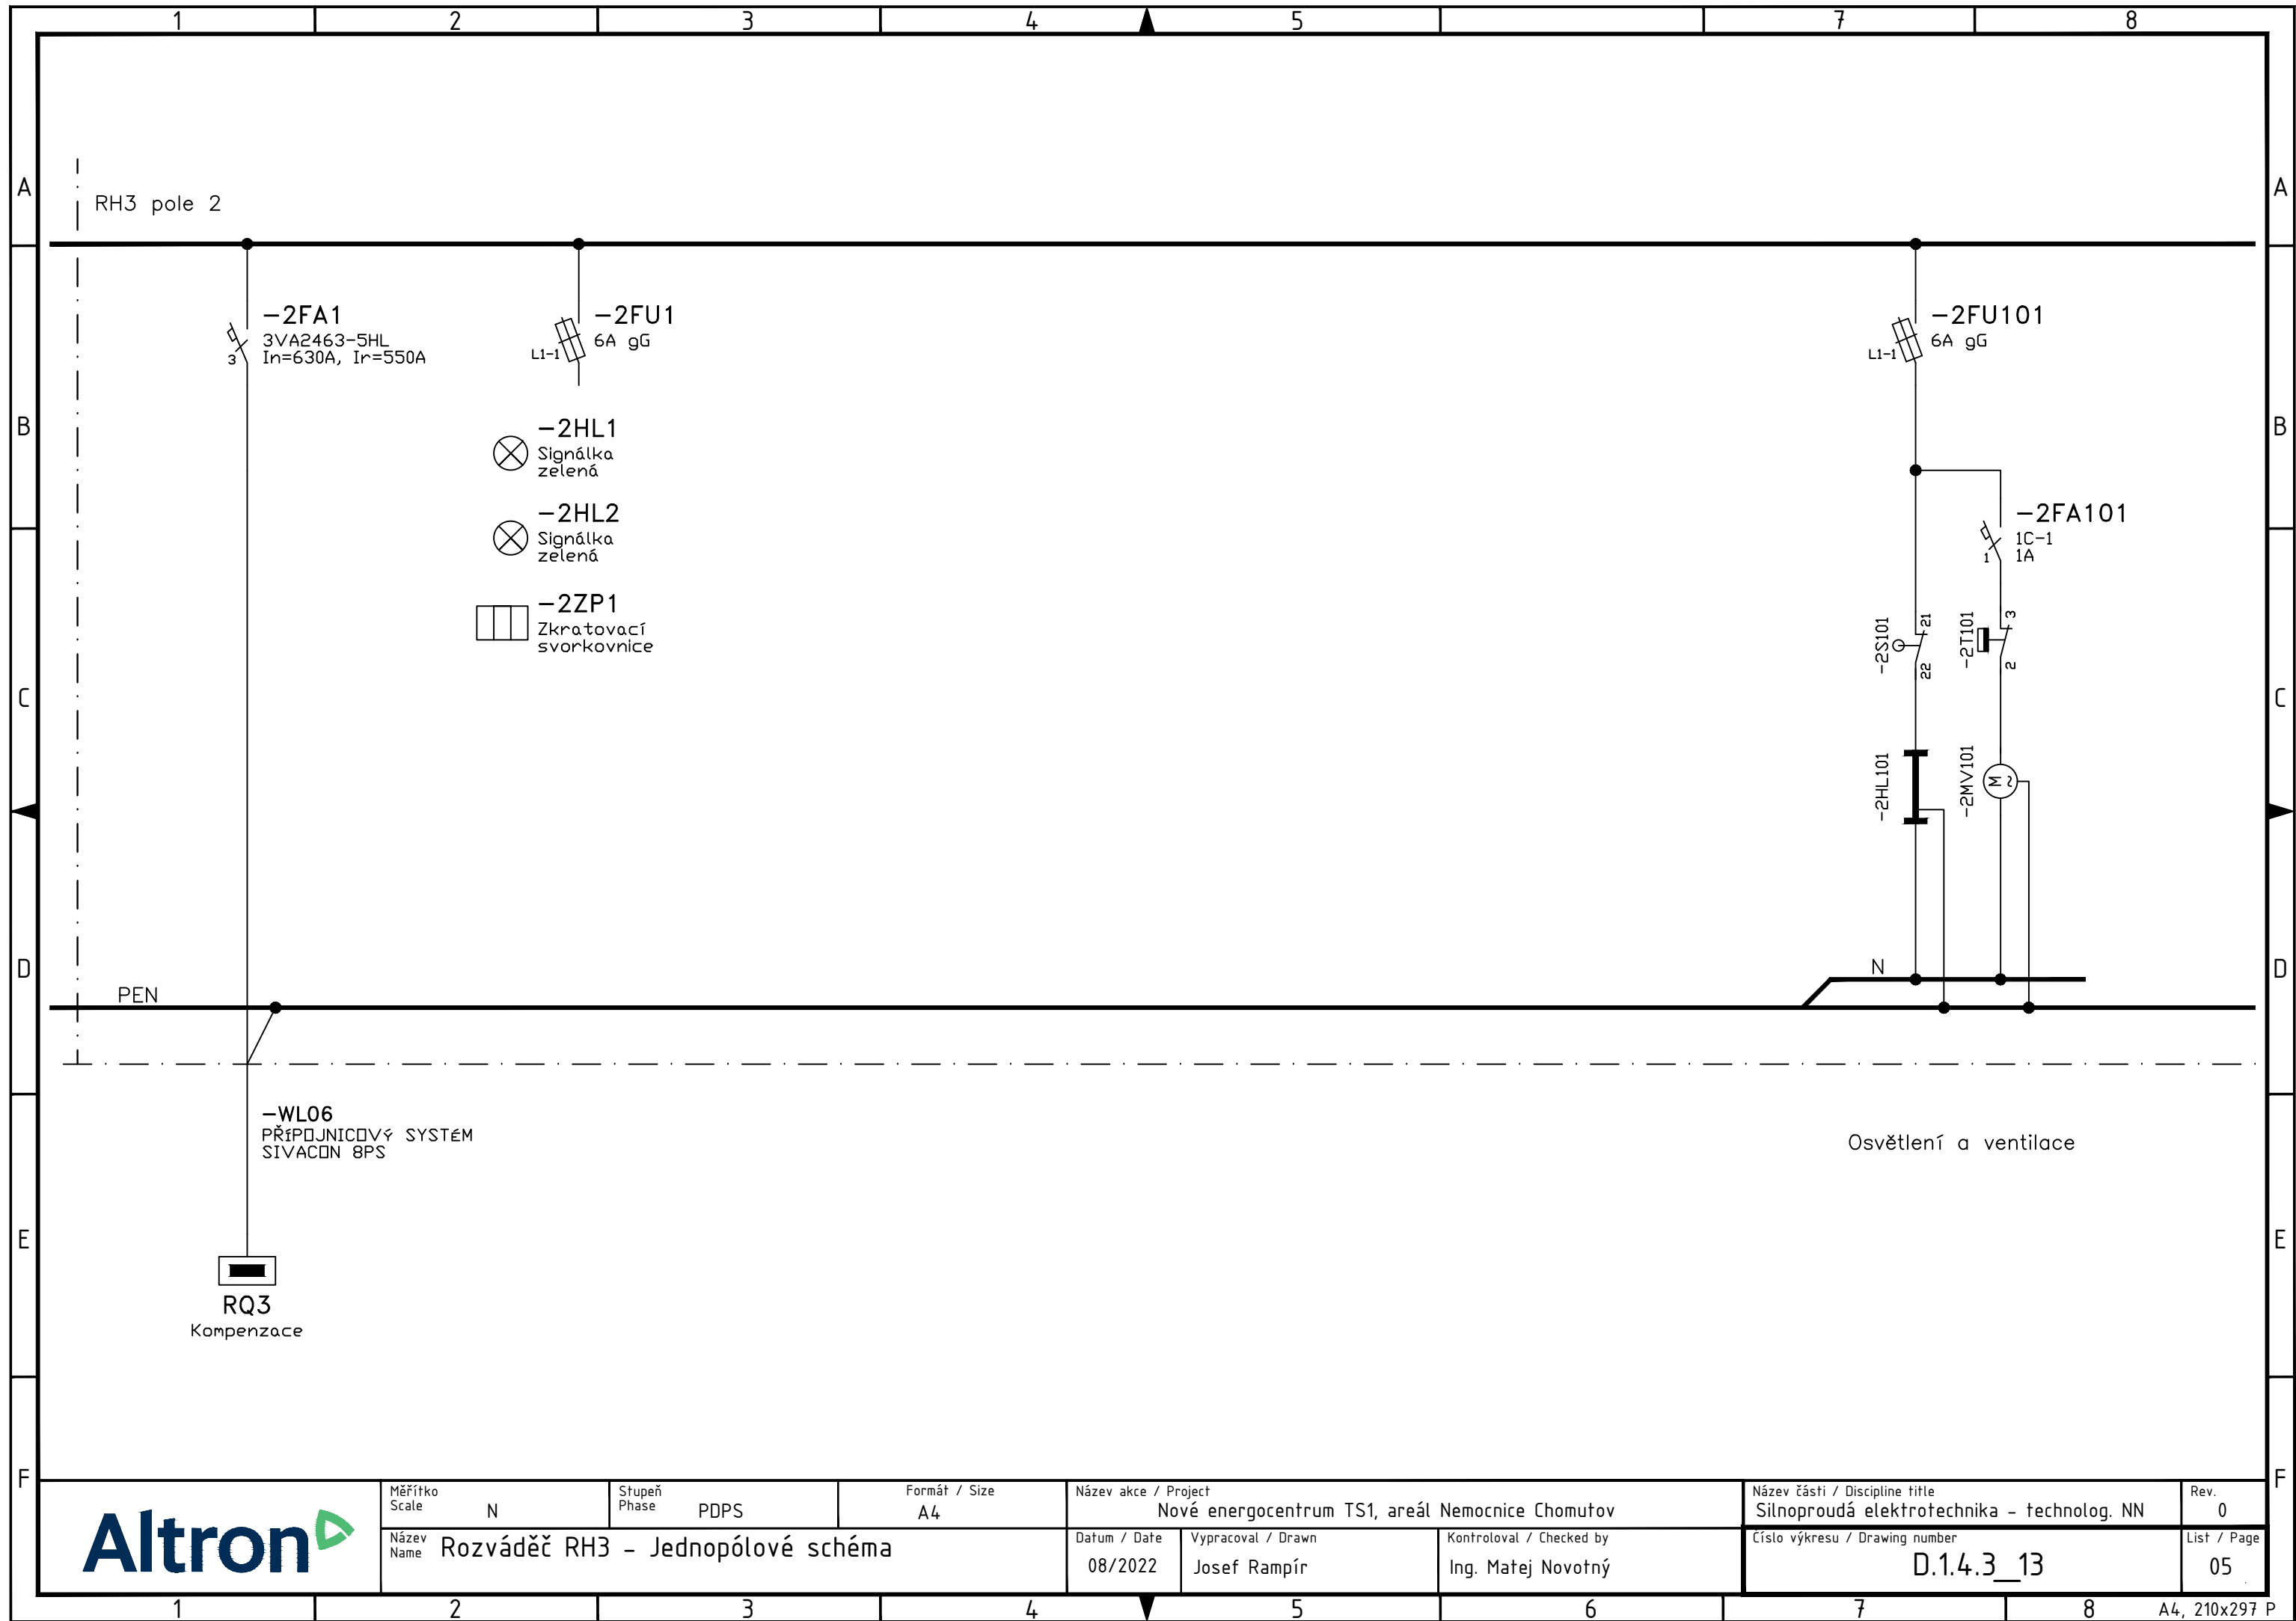 1 2 3 4 5 7 8
A A
RH3 pole 2
-2FA1
3VA2463-5HL
In=630A, Ir=550A
3
-2FU1
6A gG
L1-1
-2FU101
6A gG
L1-1
B B
-2HL1
Signálka
zelená
-2HL2
Signálka
zelená
-2FA101
1C-1
1A
1
-2ZP1
Zkratovací
svorkovnice
-2S101
21
22
-2T101
3
2
C C
-2HL101
-2MV101
M ~
D D
N
PEN
-WL06
PŘÍPOJNICOVÝ SYSTÉM
SIVACON 8PS
Osvětlení a ventilace
E E
RQ3
Kompenzace
F F
Altron
Měřítko
Scale
N
Stupeň
Phase
PDPS
Formát / Size
A4
Název akce / Project
Nové energocentrum TS1, areál Nemocnice Chomutov
Název části / Discipline title
Silnoproudá elektrotechnika - technolog. NN
Rev.
0
Název
Name
Rozváděč RH3 - Jednopólové schéma
Datum / Date
08/2022
Vypracoval / Drawn
Josef Rampír
Kontroloval / Checked by
Ing. Matej Novotný
Číslo výkresu / Drawing number
D.1.4.3__13
List / Page
05
1 2 3 4 5 6 7 8
A4, 210x297 P